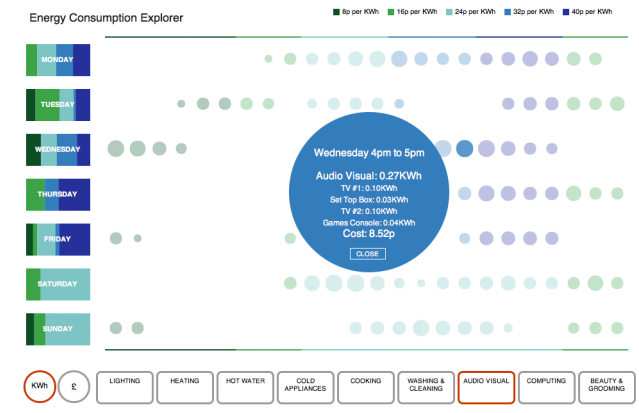 Energy Consumption Explorer
8p per KWh
16p per KWh
24p per KWh
32p per KWh
40p per KWh
MONDAY
TUESDAY
WEDNESDAY
THURSDAY
FRIDAY
SATURDAY
SUNDAY
Wednesday 4pm to 5pm
Audio Visual: 0.27KWh
TV #1: 0.10KWh
Set Top Box: 0.03KWh
TV #2: 0.10KWh
Games Console: 0.04KWh
Cost: 8.52p
CLOSE
KWh
£
LIGHTING
HEATING
HOT WATER
COLD
APPLIANCES
COOKING
WASHING &
CLEANING
AUDIO VISUAL
COMPUTING
BEAUTY &
GROOMING